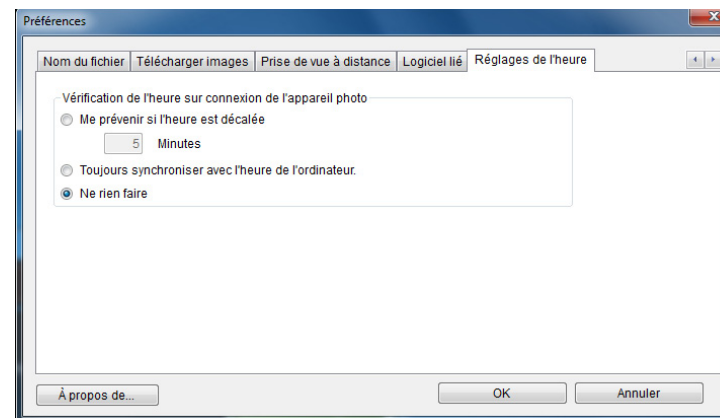 Préférences
Nom du fichier Télécharger images Prise de vue à distance Logiciel lié Réglages de l'heure
Vérification de l'heure sur connexion de l'appareil photo
Me prévenir si l'heure est décalée
5 Minutes
Toujours synchroniser avec l'heure de l'ordinateur.
Ne rien faire
À propos de... OK Annuler